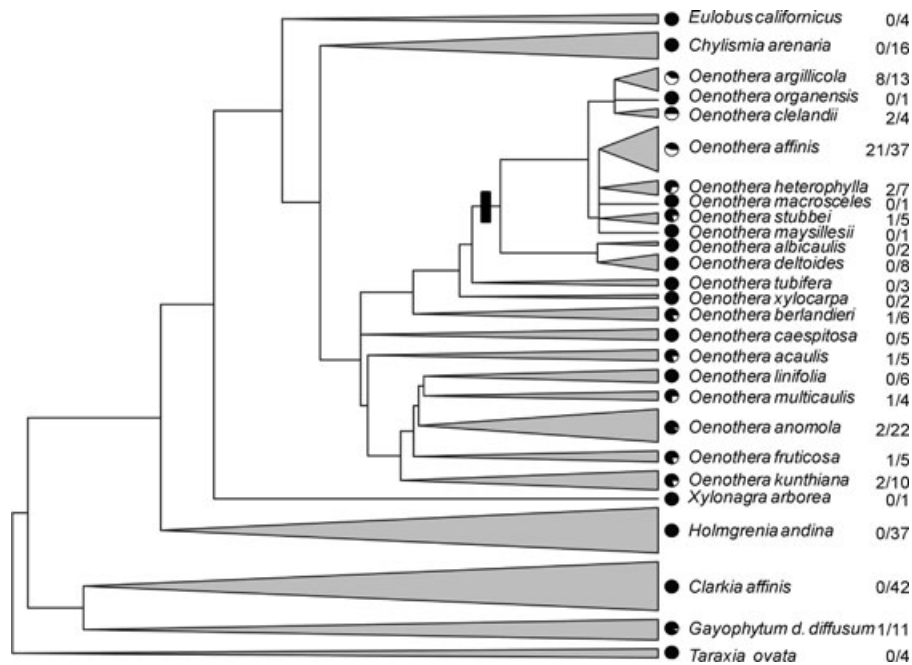 Eulobus californicus 0/4
Chylismia arenaria 0/16
Oenothera argillicola 8/13
Oenothera organensis 0/1
Oenothera clelandii 2/4
Oenothera affinis 21/37
Oenothera heterophylla 2/7
Oenothera macrosceles 0/1
Oenothera stubbei 1/5
Oenothera maysillesii 0/1
Oenothera albicaulis 0/2
Oenothera deltoides 0/8
Oenothera tubifera 0/3
Oenothera xylocarpa 0/2
Oenothera berlandieri 1/6
Oenothera caespitosa 0/5
Oenothera acaulis 1/5
Oenothera linifolia 0/6
Oenothera multicaulis 1/4
Oenothera anomola 2/22
Oenothera fruticosa 1/5
Oenothera kunthiana 2/10
Xylonagra arborea 0/1
Holmgrenia andina 0/37
Clarkia affinis 0/42
Gayophytum d. diffusum 1/11
Taraxia ovata 0/4